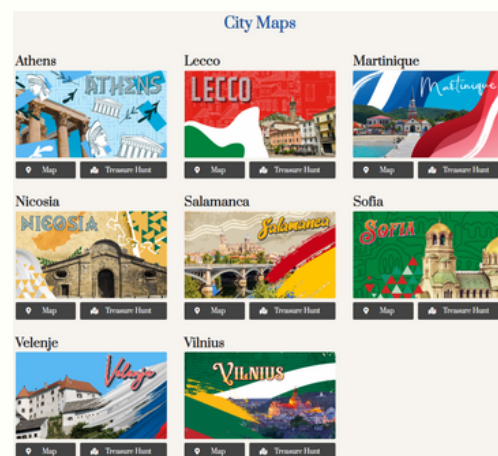 City Maps
Athens
Lecco
Martinique
ATHENS
LECCO
Martinique
Map
Treasure Hunt
Map
Treasure Hunt
Map
Treasure Hunt
Nicosia
Salamanca
Sofia
NICOSIA
Salamanca
SOFIA
Map
Treasure Hunt
Map
Treasure Hunt
Map
Treasure Hunt
Velenje
Vilnius
Velenje
VILNIUS
Map
Treasure Hunt
Map
Treasure Hunt